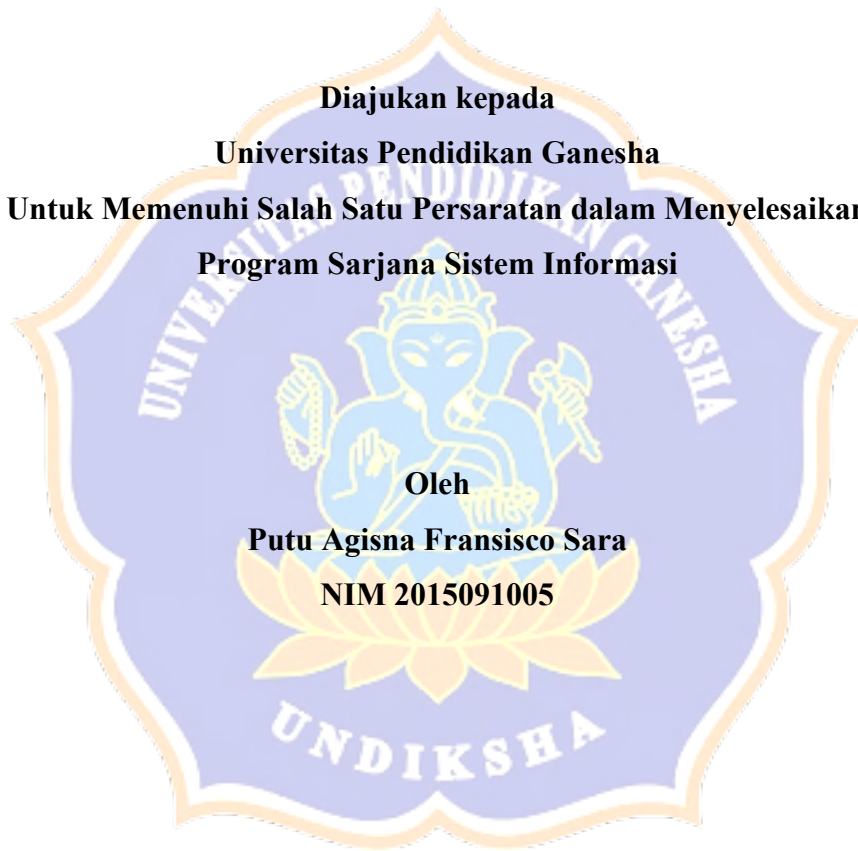 Diajukan kepada
Universitas Pendidikan Ganesha
Untuk Memenuhi Salah Satu Persaratan dalam Menyelesaikan
Program Sarjana Sistem Informasi
UNIVERSITAS PENDIDIKAN GANESHA
Oleh
Putu Agisna Fransisco Sara
NIM 2015091005
UNDIKSHA